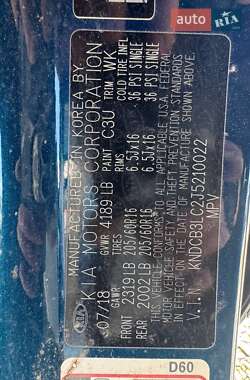 auto
RIA
MANUFACTURED IN KOREA BY
KIA MOTORS CORPORATION
07/18 PAINT C3U TRIM WK
GVWR 4189 LB
GAWR TIRES RIMS COLD TIRE INFL
FRONT 2319 LB 205/60R16 6.5Jx16 36 PSI SINGLE
REAR 2002 LB 205/60R16 6.5Jx16 36 PSI SINGLE
THIS VEHICLE CONFORMS TO ALL APPLICABLE U.S.A. FEDERAL
MOTOR VEHICLE SAFETY AND THEFT PREVENTION STANDARDS
IN EFFECT ON THE DATE OF MANUFACTURE SHOWN ABOVE.
V.I.N KNDCB3LC2J5210022
MPV
D60